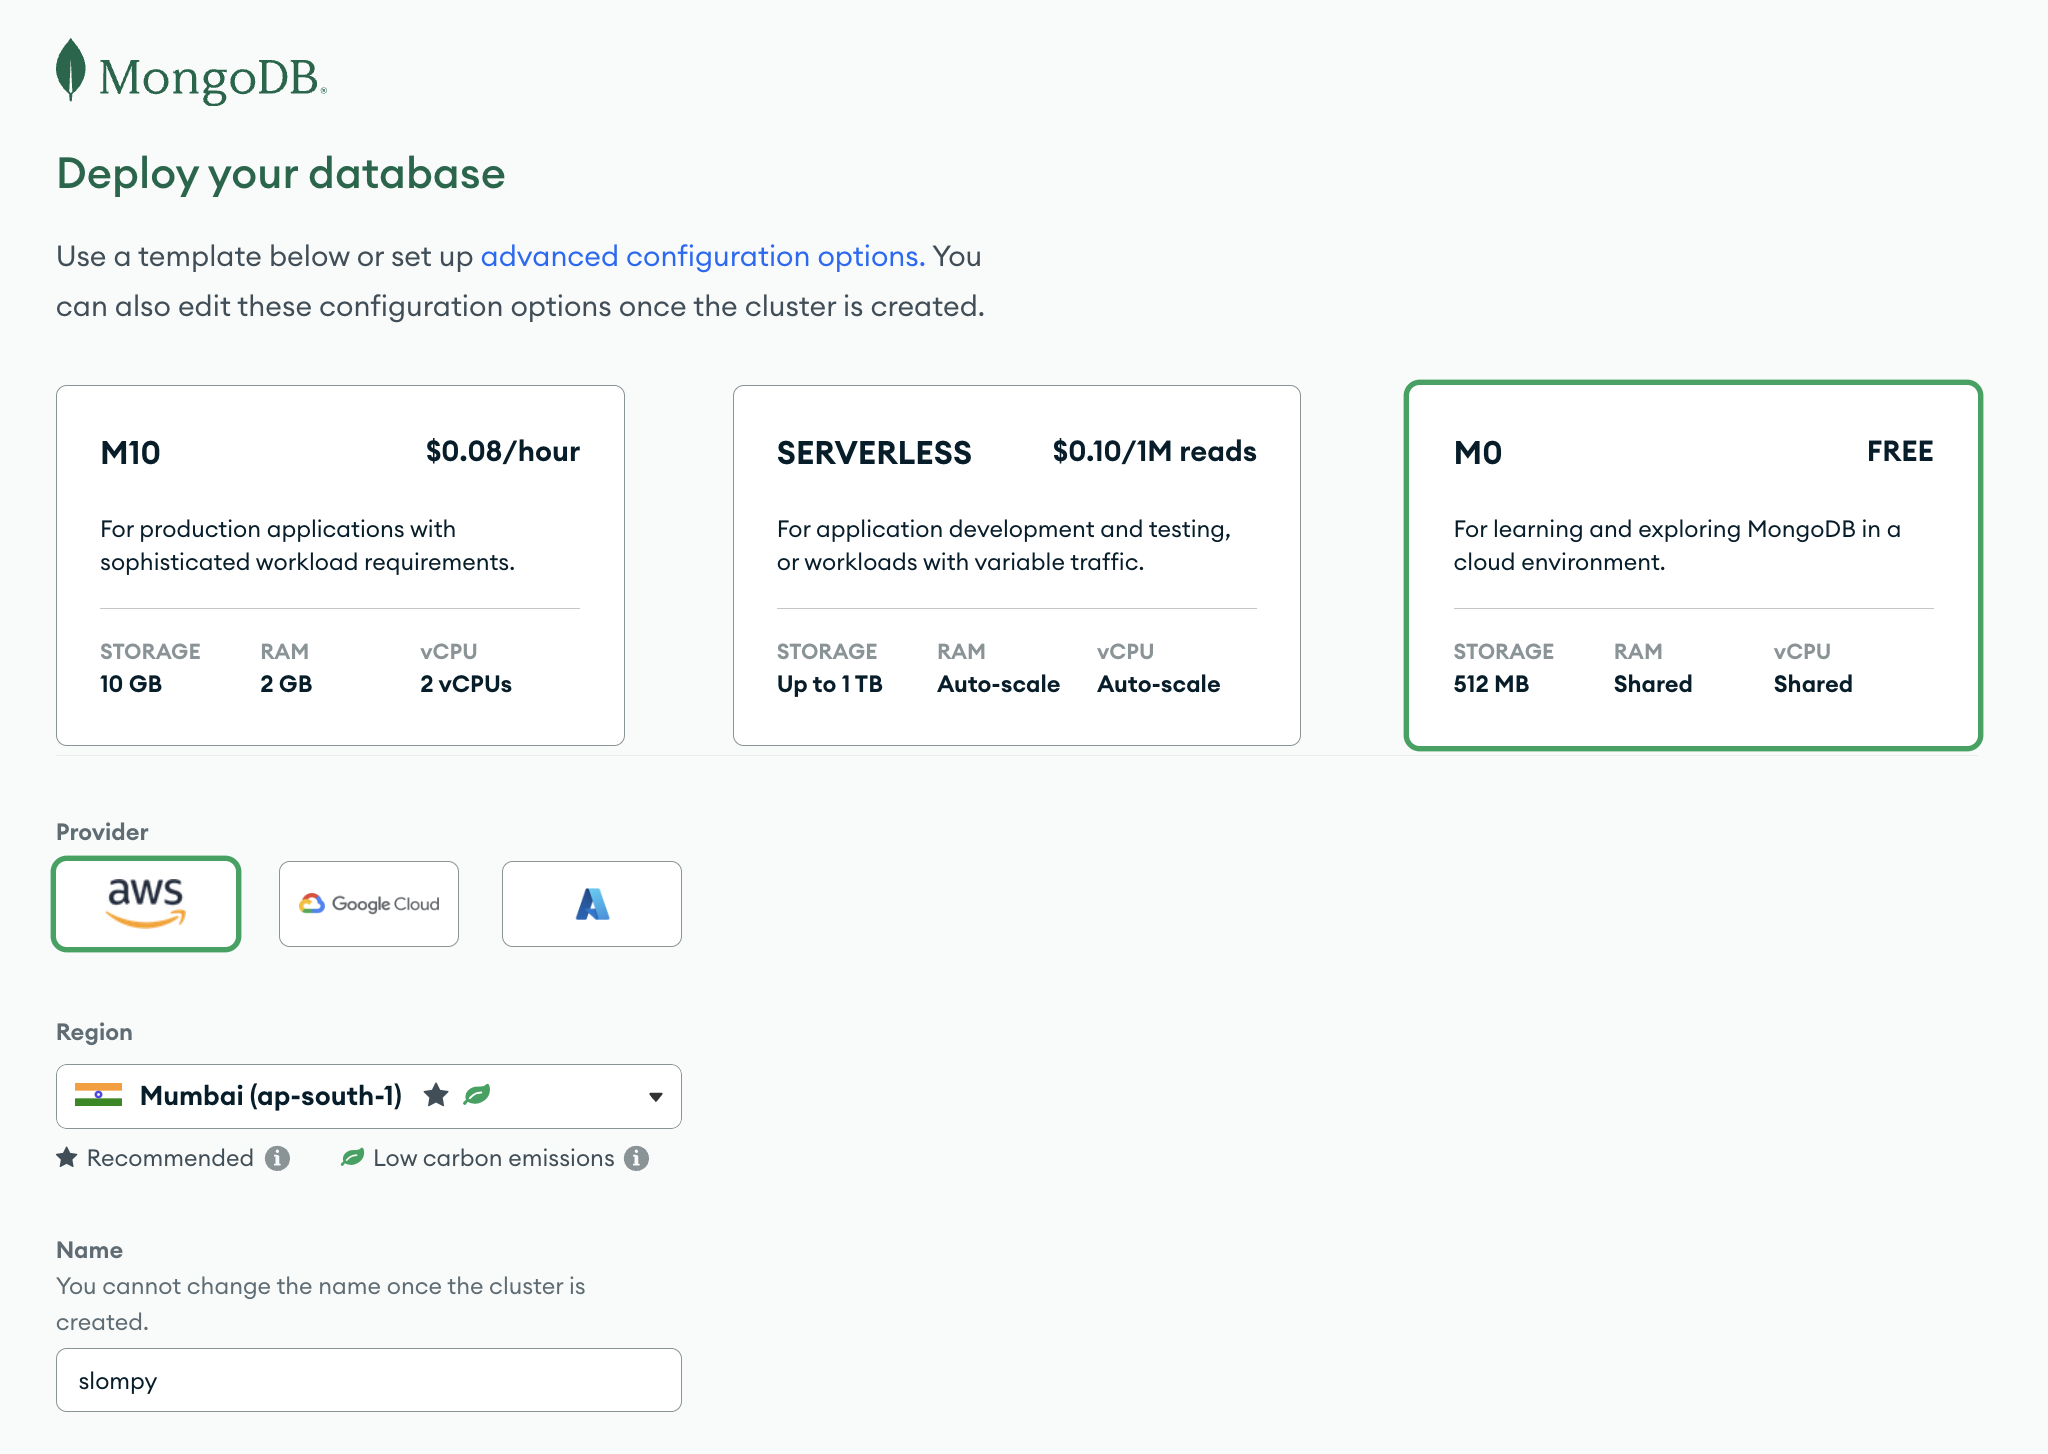 MongoDB®
Deploy your database
Use a template below or set up advanced configuration options. You
can also edit these configuration options once the cluster is created.
M10 $0.08/hour
For production applications with
sophisticated workload requirements.
STORAGE RAM vCPU
10 GB 2 GB 2 vCPUs
SERVERLESS $0.10/1M reads
For application development and testing,
or workloads with variable traffic.
STORAGE RAM vCPU
Up to 1 TB Auto-scale Auto-scale
M0 FREE
For learning and exploring MongoDB in a
cloud environment.
STORAGE RAM vCPU
512 MB Shared Shared
Provider
aws Google Cloud
Region
Mumbai (ap-south-1)
Recommended Low carbon emissions
Name
You cannot change the name once the cluster is
created.
slompy